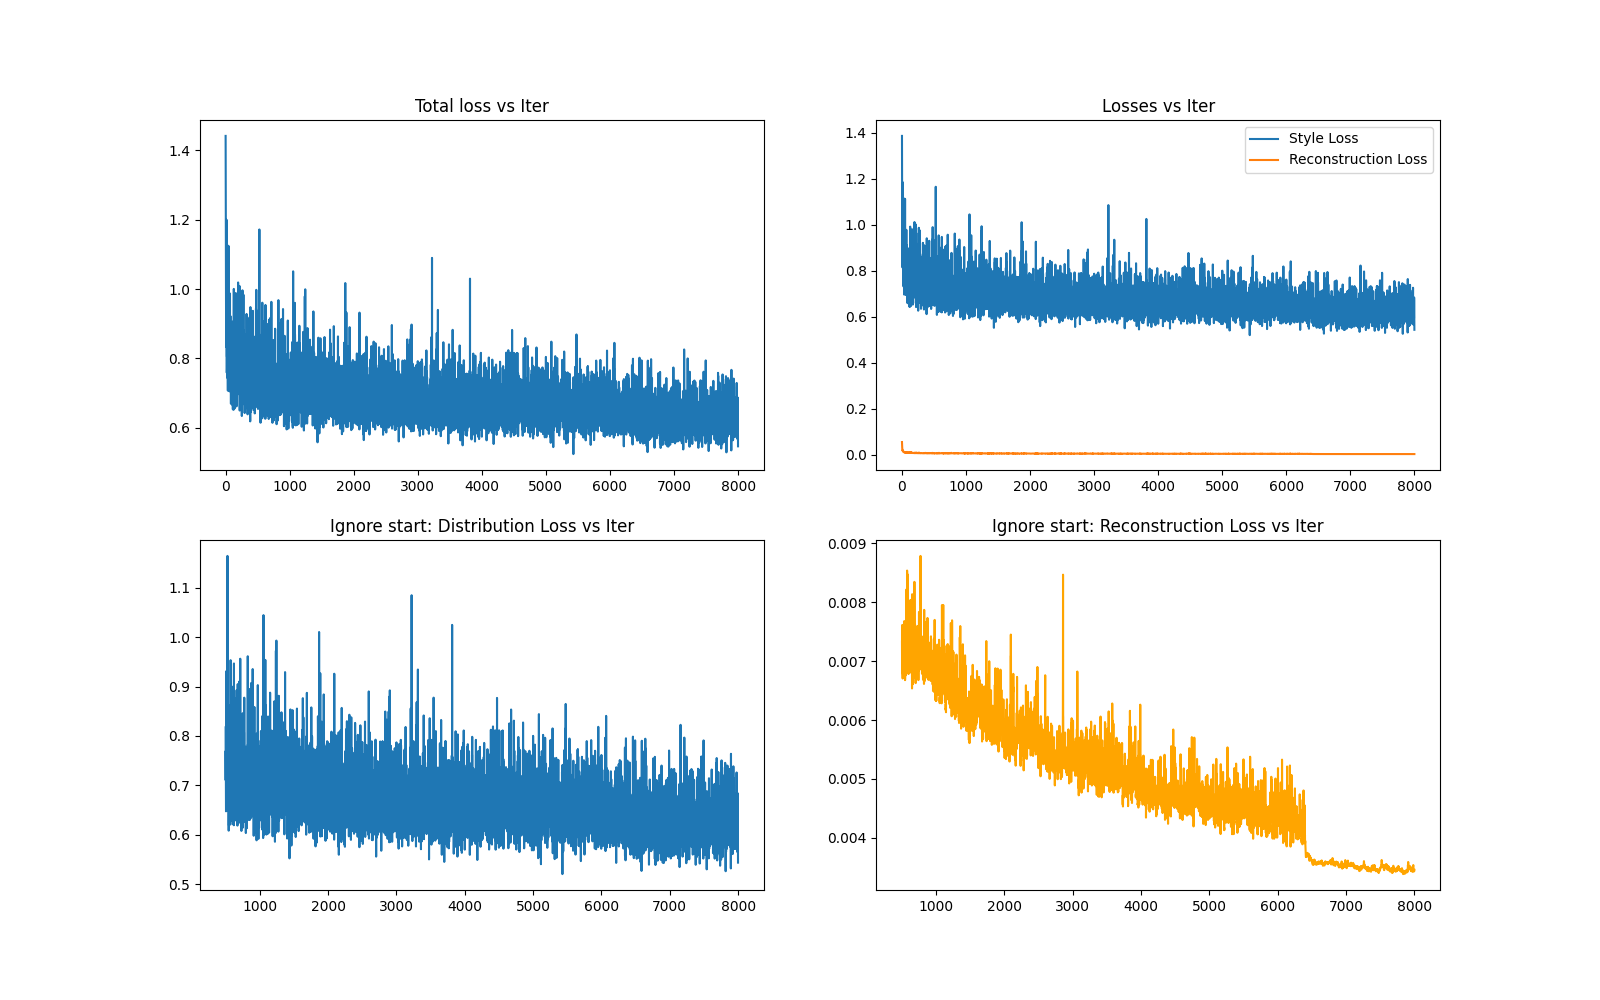 Total loss vs Iter
1.4
1.2
1.0
0.8
0.6
0 1000 2000 3000 4000 5000 6000 7000 8000
Losses vs Iter
Style Loss
Reconstruction Loss
1.4
1.2
1.0
0.8
0.6
0.4
0.2
0.0
0 1000 2000 3000 4000 5000 6000 7000 8000
Ignore start: Distribution Loss vs Iter
1.1
1.0
0.9
0.8
0.7
0.6
0.5
1000 2000 3000 4000 5000 6000 7000 8000
Ignore start: Reconstruction Loss vs Iter
0.009
0.008
0.007
0.006
0.005
0.004
1000 2000 3000 4000 5000 6000 7000 8000